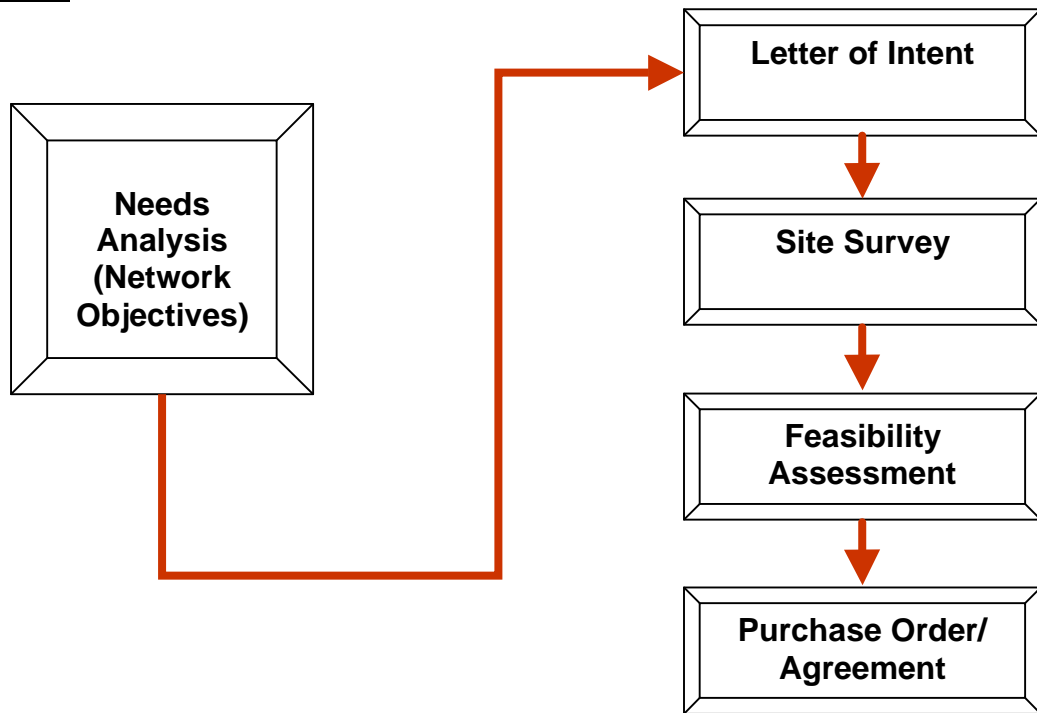 Needs
Analysis
(Network
Objectives)
Letter of Intent
Site Survey
Feasibility
Assessment
Purchase Order/
Agreement